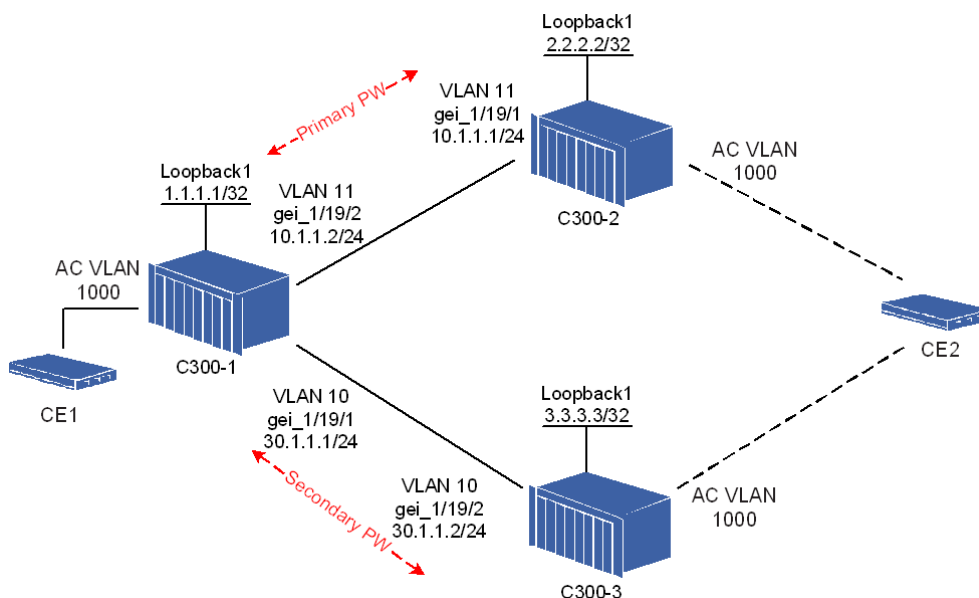 Loopback1
2.2.2.2/32
VLAN 11
gei_1/19/1
10.1.1.1/24
Primary PW
AC VLAN
1000
C300-2
Loopback1
1.1.1.1/32
VLAN 11
gei_1/19/2
10.1.1.2/24
AC VLAN
1000
C300-1
CE1
CE2
VLAN 10
gei_1/19/1
30.1.1.1/24
Loopback1
3.3.3.3/32
Secondary PW
VLAN 10
gei_1/19/2
30.1.1.2/24
AC VLAN
1000
C300-3